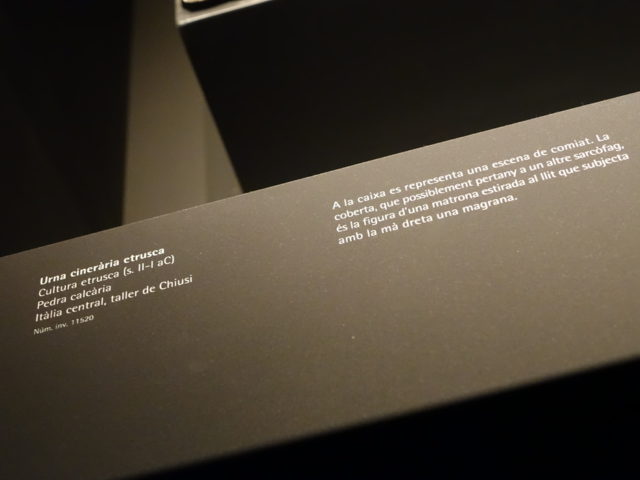 Urna cinerària etrusca
Cultura etrusca (s. II–I aC)
Pedra calcària
Itàlia central, taller de Chiusi
Núm. inv. 11520
A la caixa es representa una escena de comiat. La
coberta, que possiblement pertany a un altre sarcòfag,
és la figura d'una matrona estirada al llit que subjecta
amb la mà dreta una magrana.